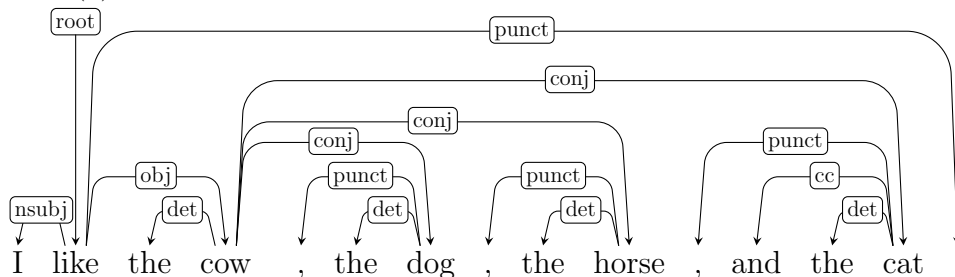 root
punct
conj
conj
conj
punct
obj
punct
punct
cc
nsubj
det
det
det
det
I like the cow , the dog , the horse , and the cat